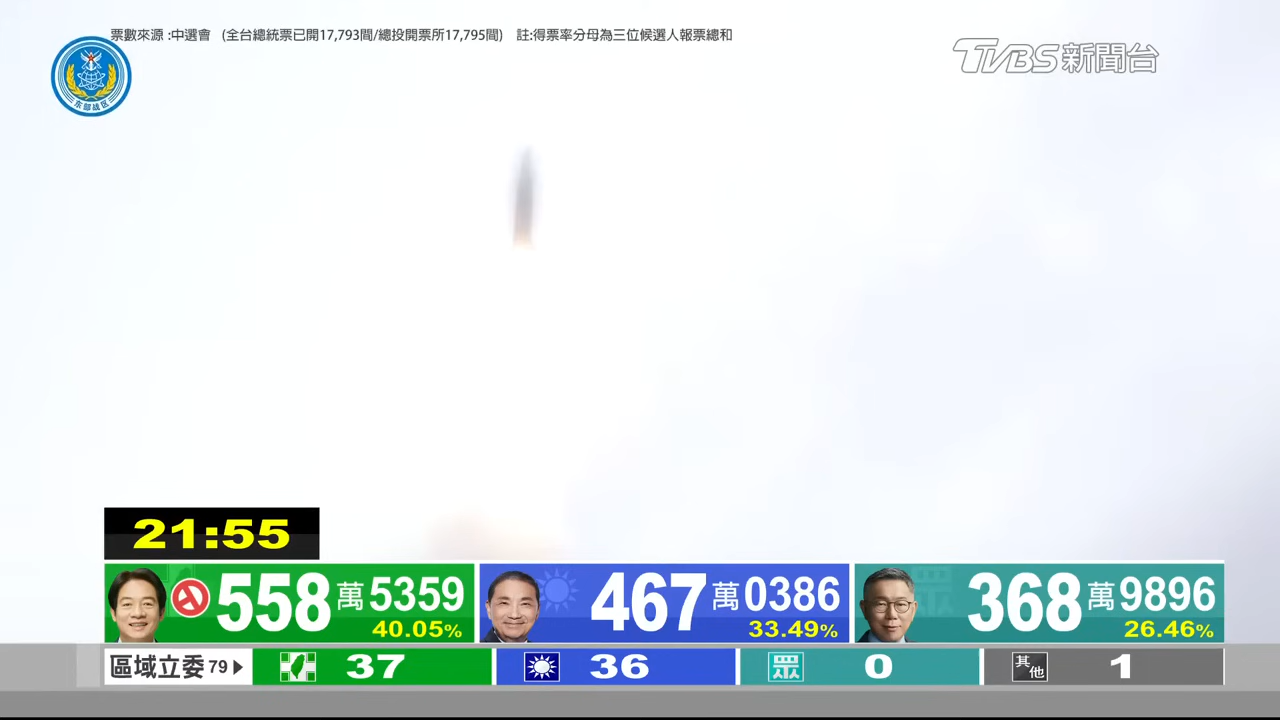 票數來源 :中選會 (全台總統票已開17,793間/總投開票所17,795間) 註:得票率分母為三位候選人報票總和
TVBS新聞台
东部战区
21:55
558萬5359
40.05%
467萬0386
33.49%
368萬9896
26.46%
區域立委 79
37
36
眾 0
其他 1